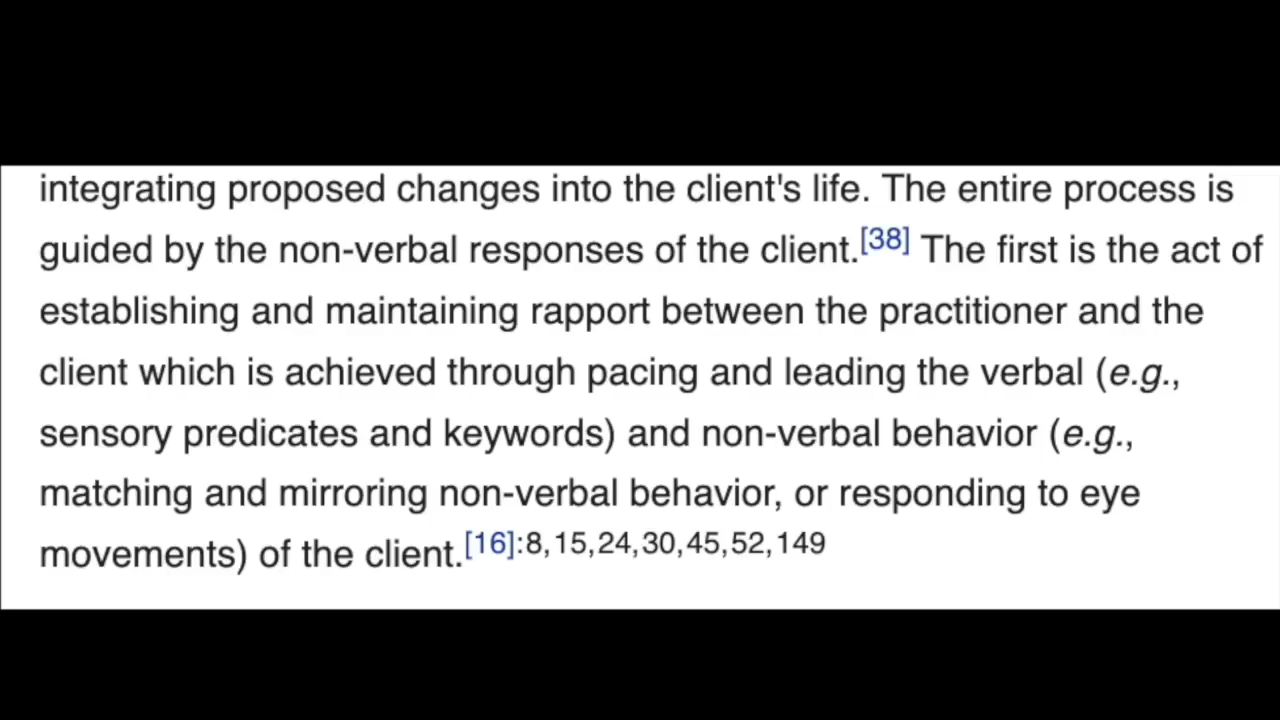 integrating proposed changes into the client's life. The entire process is
guided by the non-verbal responses of the client.[38] The first is the act of
establishing and maintaining rapport between the practitioner and the
client which is achieved through pacing and leading the verbal (e.g.,
sensory predicates and keywords) and non-verbal behavior (e.g.,
matching and mirroring non-verbal behavior, or responding to eye
movements) of the client.[16]:8,15,24,30,45,52,149